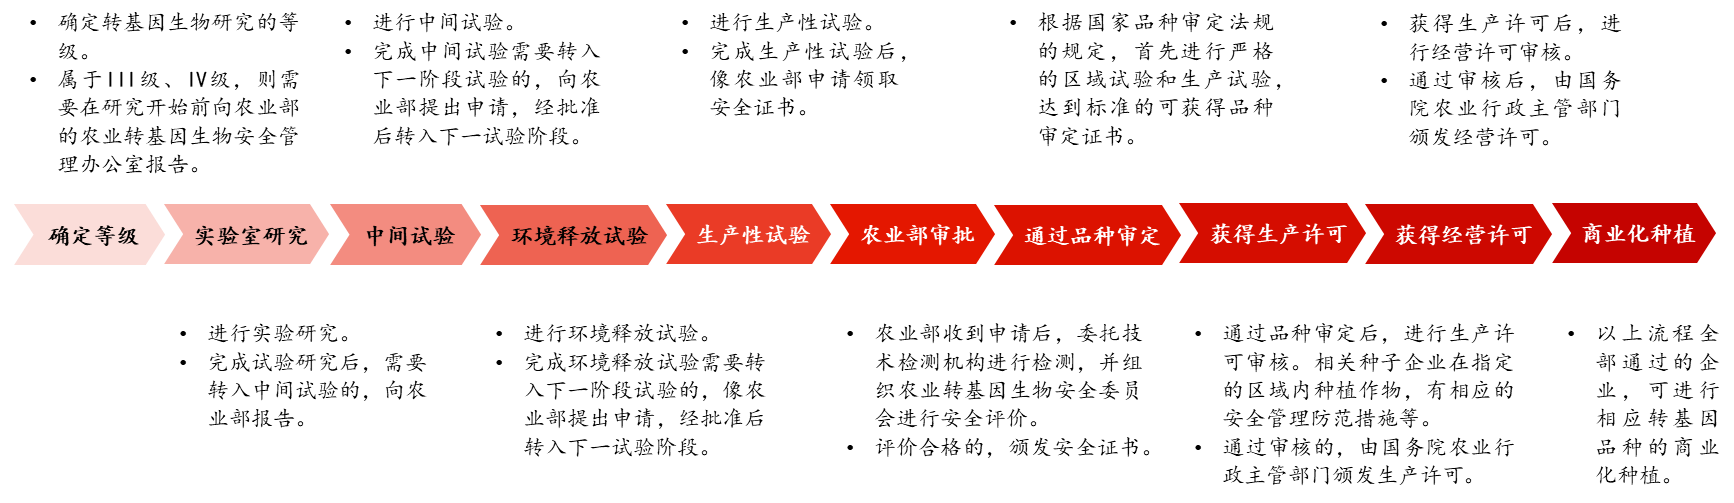 • 确定转基因生物研究的等
级。
• 属于III级、IV级，则需
要在研究开始前向农业部
的农业转基因生物安全管
理办公室报告。
• 进行中间试验。
• 完成中间试验需要转入
下一阶段试验的，向农
业部提出申请，经批准
后转入下一试验阶段。
• 进行生产性试验。
• 完成生产性试验后，
像农业部申请领取
安全证书。
• 根据国家品种审定法规
的规定，首先进行严格
的区域试验和生产试验，
达到标准的可获得品种
审定证书。
• 获得生产许可后，进
行经营许可审核。
• 通过审核后，由国务
院农业行政主管部门
颁发经营许可。
确定等级
实验室研究
中间试验
环境释放试验
生产性试验
农业部审批
通过品种审定
获得生产许可
获得经营许可
商业化种植
• 进行实验研究。
• 完成试验研究后，需要
转入中间试验的，向农
业部报告。
• 进行环境释放试验。
• 完成环境释放试验需要转
入下一阶段试验的，像农
业部提出申请，经批准后
转入下一试验阶段。
• 农业部收到申请后，委托技
术检测机构进行检测，并组
织农业转基因生物安全委员
会进行安全评价。
• 评价合格的，颁发安全证书。
• 通过品种审定后，进行生产许
可审核。相关种子企业在指定
的区域内种植作物，有相应的
安全管理防范措施等。
• 通过审核的，由国务院农业行
政主管部门颁发生产许可。
• 以上流程全
部通过的企
业，可进行
相应转基因
品种的商业
化种植。